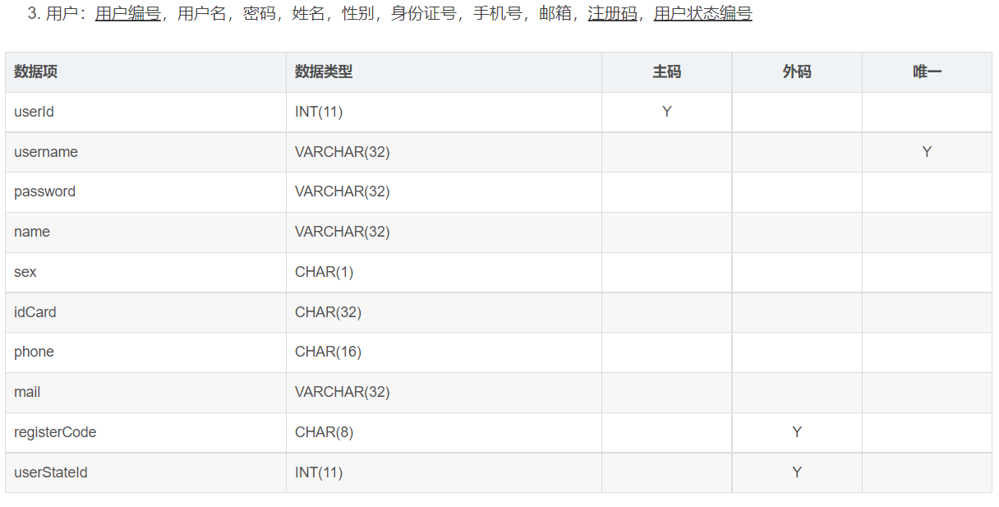 3. 用户：用户编号，用户名，密码，姓名，性别，身份证号，手机号，邮箱，注册码，用户状态编号
数据项 数据类型 主码 外码 唯一
userId INT(11) Y
username VARCHAR(32) Y
password VARCHAR(32)
name VARCHAR(32)
sex CHAR(1)
idCard CHAR(32)
phone CHAR(16)
mail VARCHAR(32)
registerCode CHAR(8) Y
userStateId INT(11) Y